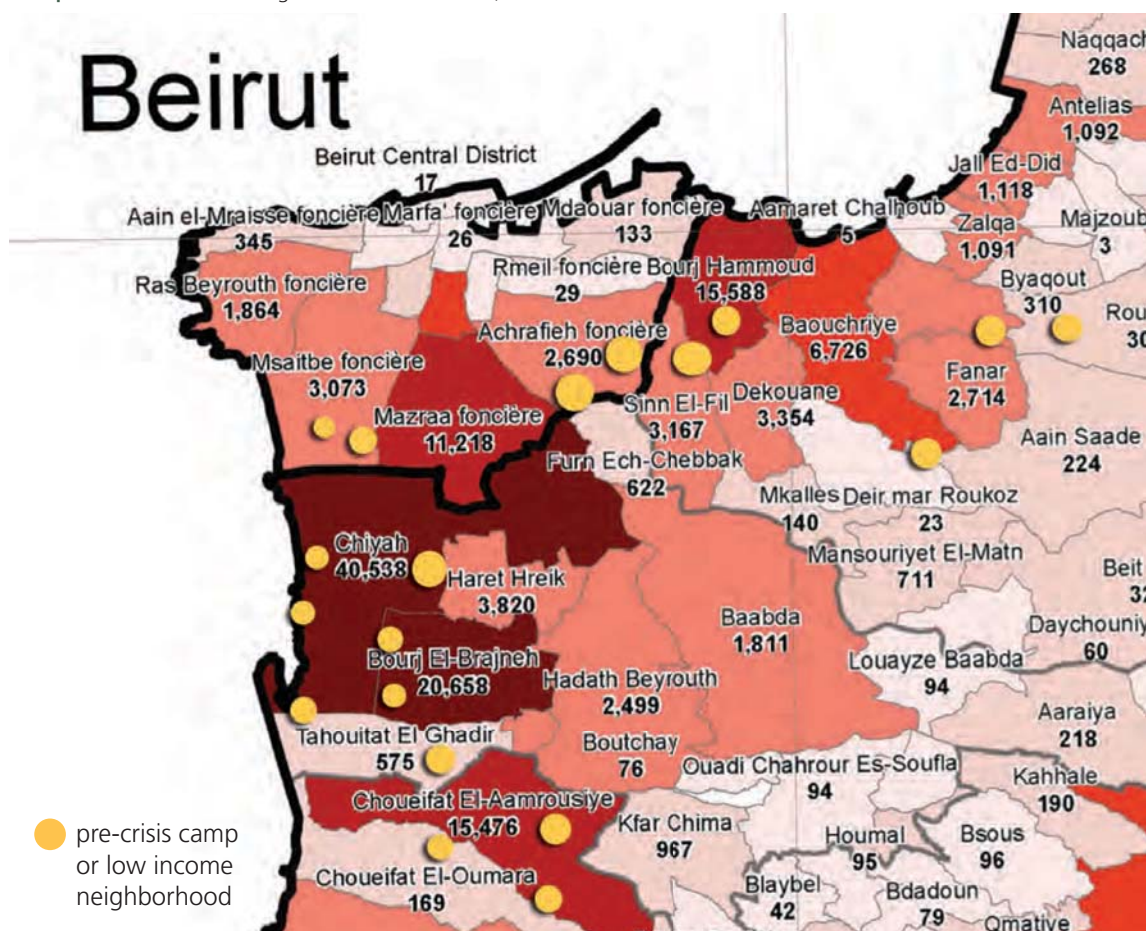 Beirut
Naqqach
268
Antelias
1,092
Beirut Central District
17
Jall Ed-Did
1,118
Aain el-Mraisse foncière
345
Marfa' foncière
26
Mdaouar foncière
133
Aamaret Chalhoub
5
Zalqa
1,091
Majzoub
3
Ras Beyrouth foncière
1,864
Rmeil foncière
29
Bourj Hammoud
15,588
Byaqout
310
Rou
30
Msaitbe foncière
3,073
Achrafieh foncière
2,690
Baouchriye
6,726
Fanar
2,714
Mazraa foncière
11,218
Sinn El-Fil
3,167
Dekouane
3,354
Aain Saade
224
Furn Ech-Chebbak
622
Mkalles
140
Deir mar Roukoz
23
Chiyah
40,538
Haret Hreik
3,820
Mansouriyet El-Matn
711
Beit
32
Baabda
1,811
Daychouniy
60
Bourj El-Brajneh
20,658
Hadath Beyrouth
2,499
Louayze Baabda
94
Aaraiya
218
Tahouitat El Ghadir
575
Boutchay
76
Ouadi Chahrour Es-Soufla
94
Kahhale
190
Choueifat El-Aamrousiye
15,476
Kfar Chima
967
Houmal
95
Bsous
96
pre-crisis camp
or low income
neighborhood
Choueifat El-Oumara
169
Blaybel
42
Bdadoun
79
Qmative